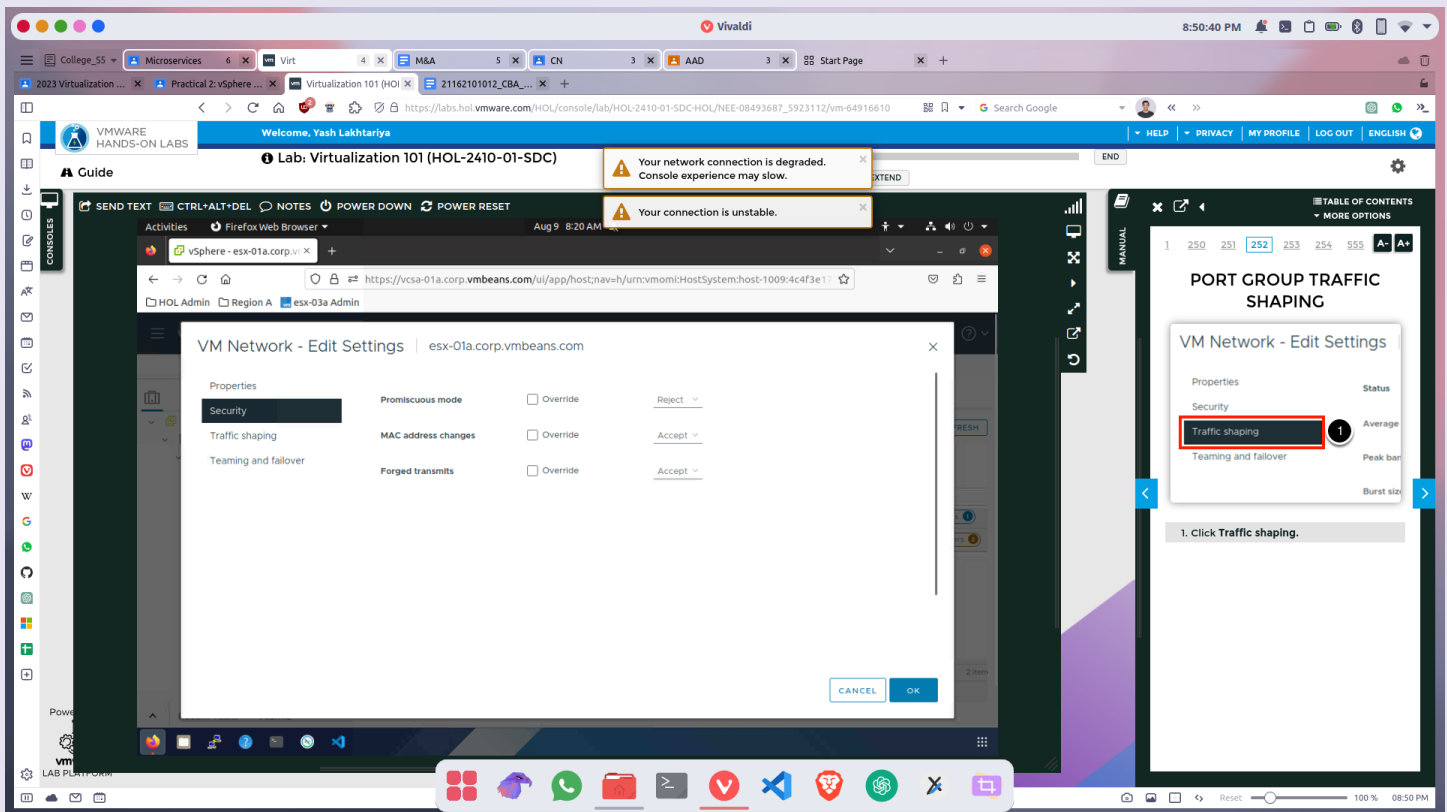 Vivaldi
8:50:40 PM
College_S5
Microservices 6
Virt 4
M&A 5
CN 3
AAD 3
Start Page
2023 Virtualization ...
Practical 2: vSphere ...
Virtualization 101 (HOI
21162101012_CBA_...
https://labs.hol.vmware.com/HOL/console/lab/HOL-2410-01-SDC-HOL/NEE-08493687_5923112/vm-64916610
Search Google
VMWARE
HANDS-ON LABS
Welcome, Yash Lakhtariya
HELP
PRIVACY
MY PROFILE
LOG OUT
ENGLISH
Guide
Lab: Virtualization 101 (HOL-2410-01-SDC)
Your network connection is degraded.
Console experience may slow.
EXTEND
END
Your connection is unstable.
CONSOLES
SEND TEXT
CTRL+ALT+DEL
NOTES
POWER DOWN
POWER RESET
Activities
Firefox Web Browser
Aug 9 8:20 AM
vSphere - esx-01a.corp.v
https://vcsa-01a.corp.vmbeans.com/ui/app/host;nav=h/urn:vmomi:HostSystem:host-1009:4c4f3e1
HOL Admin
Region A
esx-03a Admin
VM Network - Edit Settings
esx-01a.corp.vmbeans.com
Properties
Security
Traffic shaping
Teaming and failover
Promiscuous mode
Override
Reject
MAC address changes
Override
Accept
Forged transmits
Override
Accept
RESH
2 item
CANCEL
OK
MANUAL
TABLE OF CONTENTS
MORE OPTIONS
1 250 251 252 253 254 555 A- A+
PORT GROUP TRAFFIC
SHAPING
VM Network - Edit Settings
Properties
Security
Traffic shaping
Teaming and failover
Status
Average
Peak ban
Burst siz
1
1. Click Traffic shaping.
Powe
vm
LAB PLATFORM
Reset
100 %
08:50 PM